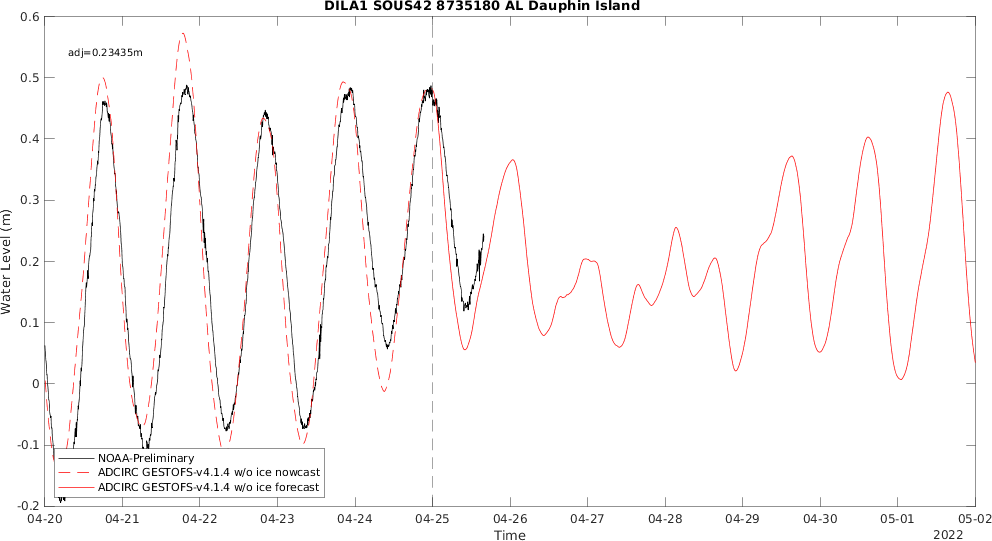 DILA1 SOUS42 8735180 AL Dauphin Island
adj=0.23435m
0.6
0.5
0.4
0.3
0.2
0.1
0
-0.1
-0.2
Water Level (m)
NOAA-Preliminary
ADCIRC GESTOFS-v4.1.4 w/o ice nowcast
ADCIRC GESTOFS-v4.1.4 w/o ice forecast
04-20 04-21 04-22 04-23 04-24 04-25 04-26 04-27 04-28 04-29 04-30 05-01 05-02
Time
2022